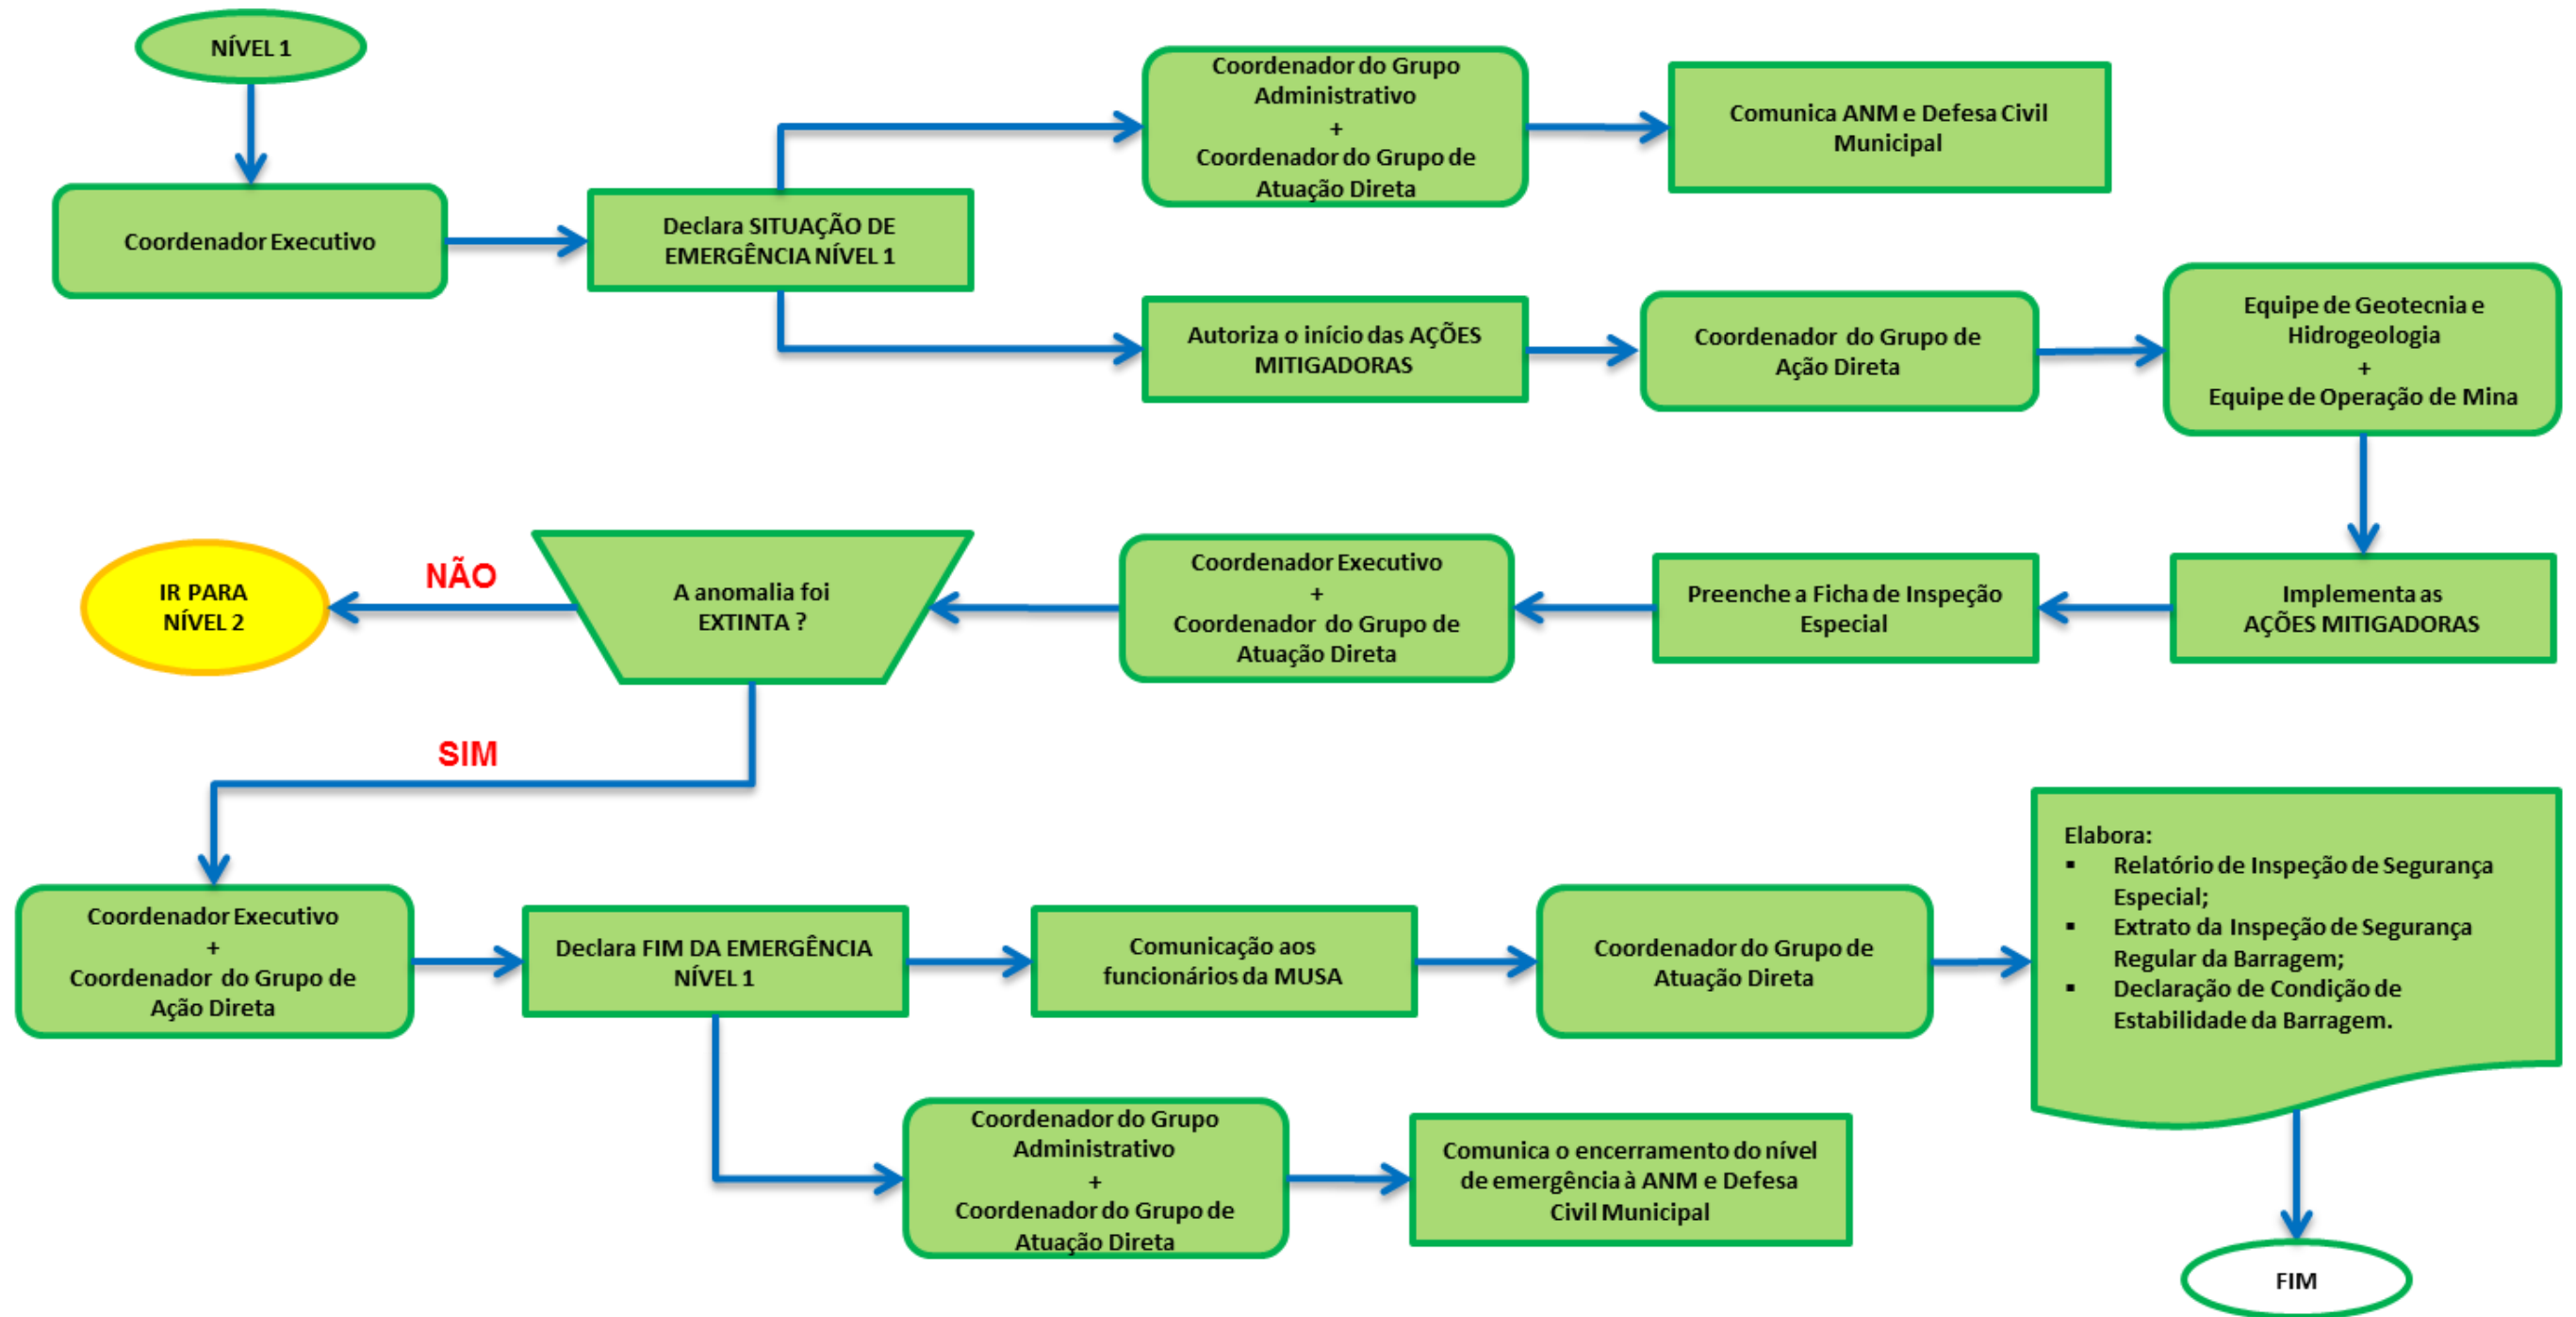 NÍVEL 1
Coordenador Executivo
Declara SITUAÇÃO DE
EMERGÊNCIA NÍVEL 1
Coordenador do Grupo
Administrativo
+
Coordenador do Grupo de
Atuação Direta
Comunica ANM e Defesa Civil
Municipal
Autoriza o início das AÇÕES
MITIGADORAS
Coordenador do Grupo de
Ação Direta
Equipe de Geotecnia e
Hidrogeologia
+
Equipe de Operação de Mina
Implementa as
AÇÕES MITIGADORAS
Preenche a Ficha de Inspeção
Especial
Coordenador Executivo
+
Coordenador do Grupo de
Atuação Direta
A anomalia foi
EXTINTA ?
NÃO
IR PARA
NÍVEL 2
SIM
Coordenador Executivo
+
Coordenador do Grupo de
Ação Direta
Declara FIM DA EMERGÊNCIA
NÍVEL 1
Comunicação aos
funcionários da MUSA
Coordenador do Grupo de
Atuação Direta
Elabora:
▪ Relatório de Inspeção de Segurança
Especial;
▪ Extrato da Inspeção de Segurança
Regular da Barragem;
▪ Declaração de Condição de
Estabilidade da Barragem.
Coordenador do Grupo
Administrativo
+
Coordenador do Grupo de
Atuação Direta
Comunica o encerramento do nível
de emergência à ANM e Defesa
Civil Municipal
FIM